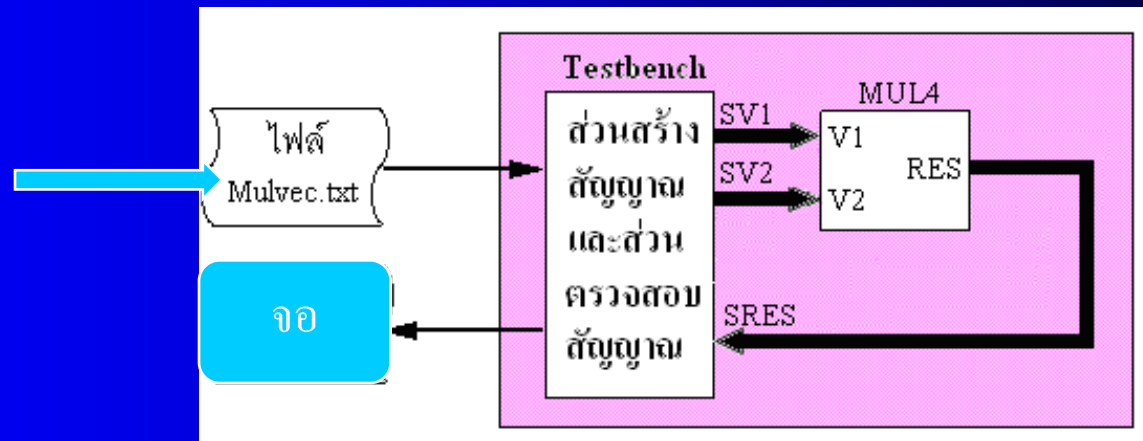 Testbench
MUL4
ไฟล์
Mulvec.txt
ส่วนสร้าง
สัญญาณ
และส่วน
ตรวจสอบ
สัญญาณ
SV1
SV2
V1
V2
RES
SRES
จอ